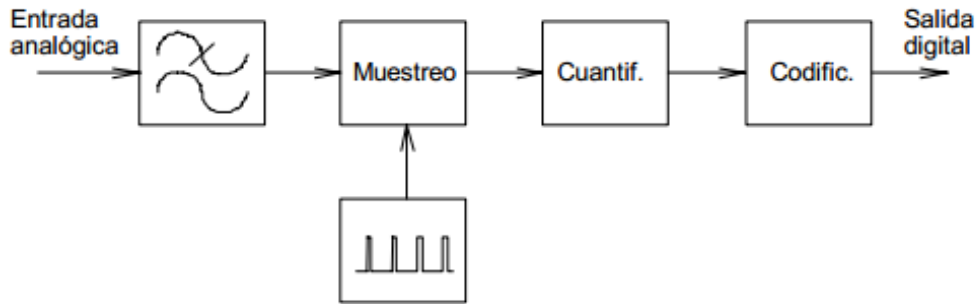 Entrada
analógica
Muestreo
Cuantif.
Codific.
Salida
digital